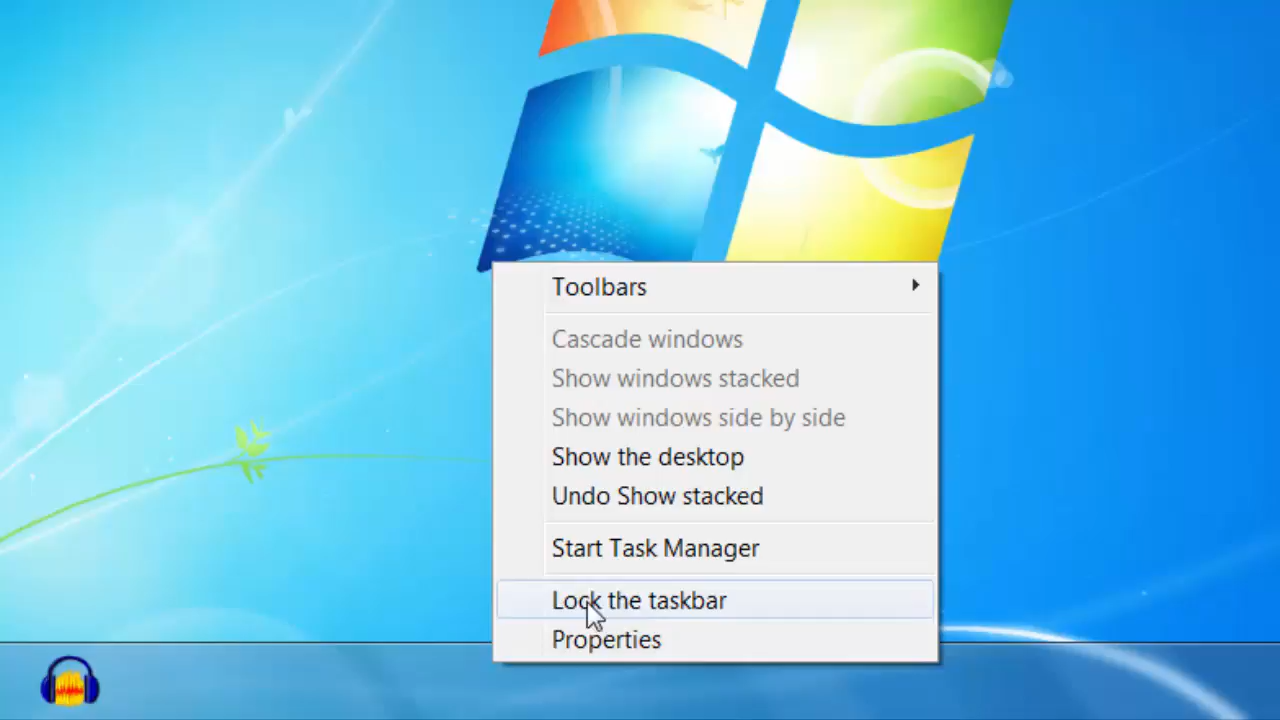 Toolbars
Cascade windows
Show windows stacked
Show windows side by side
Show the desktop
Undo Show stacked
Start Task Manager
Lock the taskbar
Properties